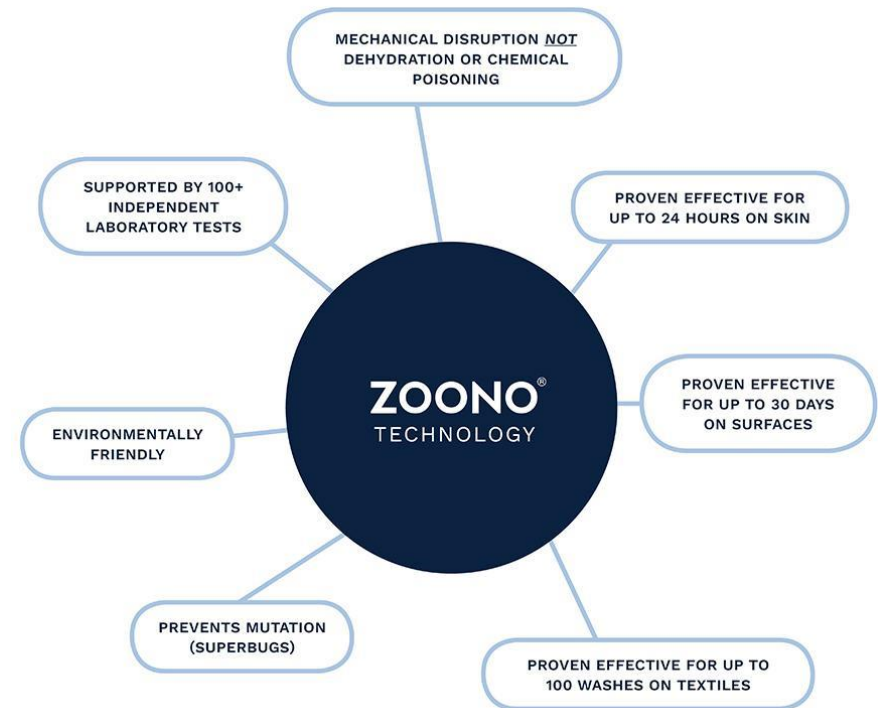 MECHANICAL DISRUPTION NOT
DEHYDRATION OR CHEMICAL
POISONING
SUPPORTED BY 100+
INDEPENDENT
LABORATORY TESTS
PROVEN EFFECTIVE FOR
UP TO 24 HOURS ON SKIN
ZOONO®
TECHNOLOGY
PROVEN EFFECTIVE
FOR UP TO 30 DAYS
ON SURFACES
ENVIRONMENTALLY
FRIENDLY
PREVENTS MUTATION
(SUPERBUGS)
PROVEN EFFECTIVE FOR UP TO
100 WASHES ON TEXTILES